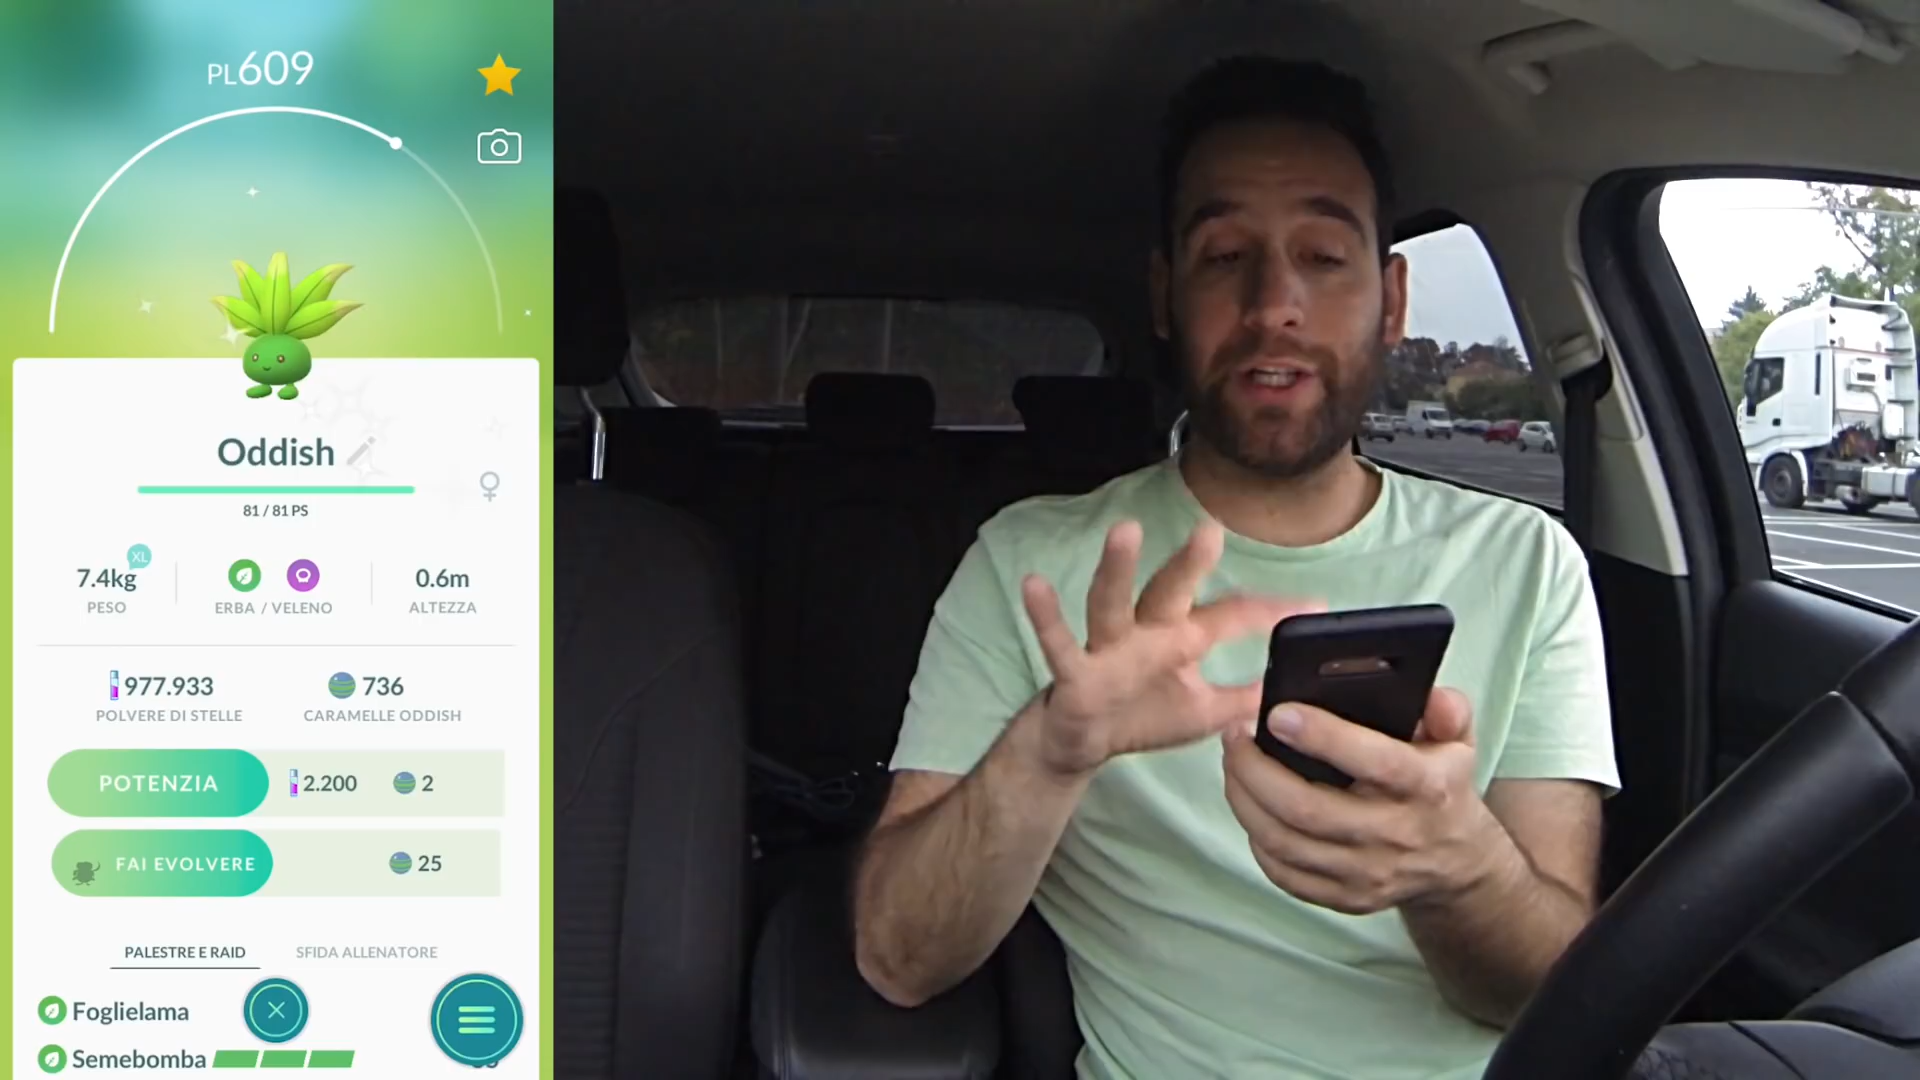 PL609
Oddish
81 / 81 PS
XL
7.4kg
PESO
ERBA / VELENO
0.6m
ALTEZZA
977.933
POLVERE DI STELLE
736
CARAMELLE ODDISH
POTENZIA
2.200
2
FAI EVOLVERE
25
PALESTRE E RAID
SFIDA ALLENATORE
Foglielama
Semebomba